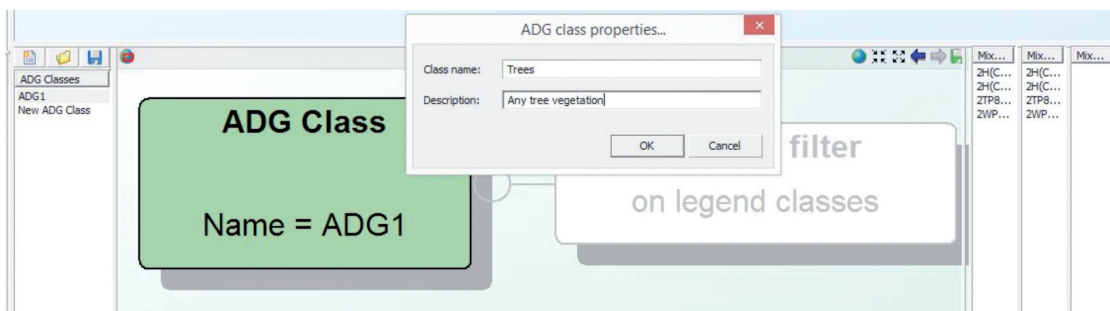 ADG class properties...
Class name: Trees
Description: Any tree vegetation
OK Cancel
ADG Classes
ADG1
New ADG Class
ADG Class
Name = ADG1
filter
on legend classes
Mix... Mix... Mix...
2H(C... 2H(C...
2H(C... 2H(C...
2TP8... 2TP8...
2WP... 2WP...